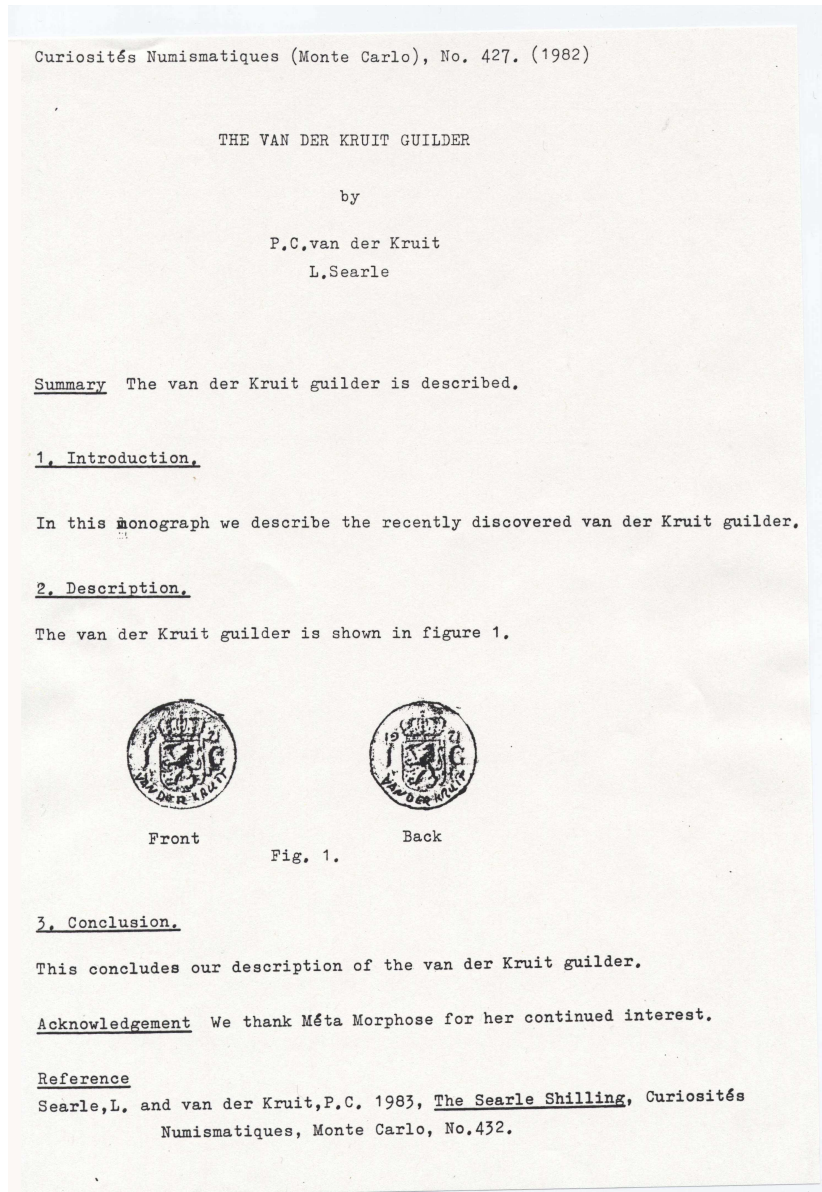 Curiosités Numismatiques (Monte Carlo), No. 427. (1982)
THE VAN DER KRUIT GUILDER
by
P.C.van der Kruit
L.Searle
Summary The van der Kruit guilder is described.
1. Introduction.
In this monograph we describe the recently discovered van der Kruit guilder.
2. Description.
The van der Kruit guilder is shown in figure 1.
19 21
1 G
VAN DER KRUIT
19 21
1 G
VAN DER KRUIT
Front
Back
Fig. 1.
3. Conclusion.
This concludes our description of the van der Kruit guilder.
Acknowledgement We thank Méta Morphose for her continued interest.
Reference
Searle,L. and van der Kruit,P.C. 1983, The Searle Shilling, Curiosités
Numismatiques, Monte Carlo, No.432.